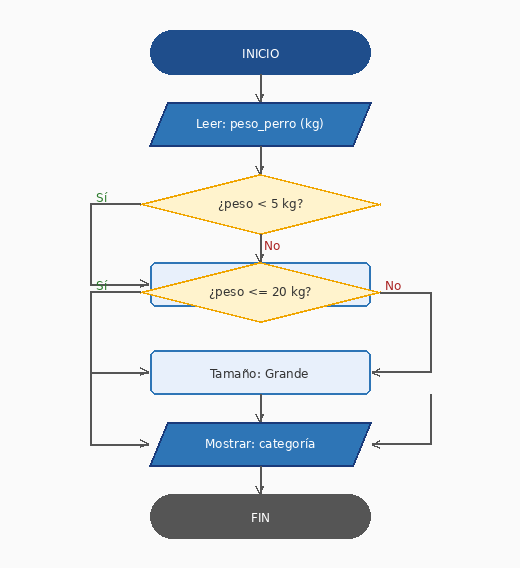 INICIO
Leer: peso_perro (kg)
Sí
¿peso < 5 kg?
No
Sí
¿peso <= 20 kg?
No
Tamaño: Grande
Mostrar: categoría
FIN